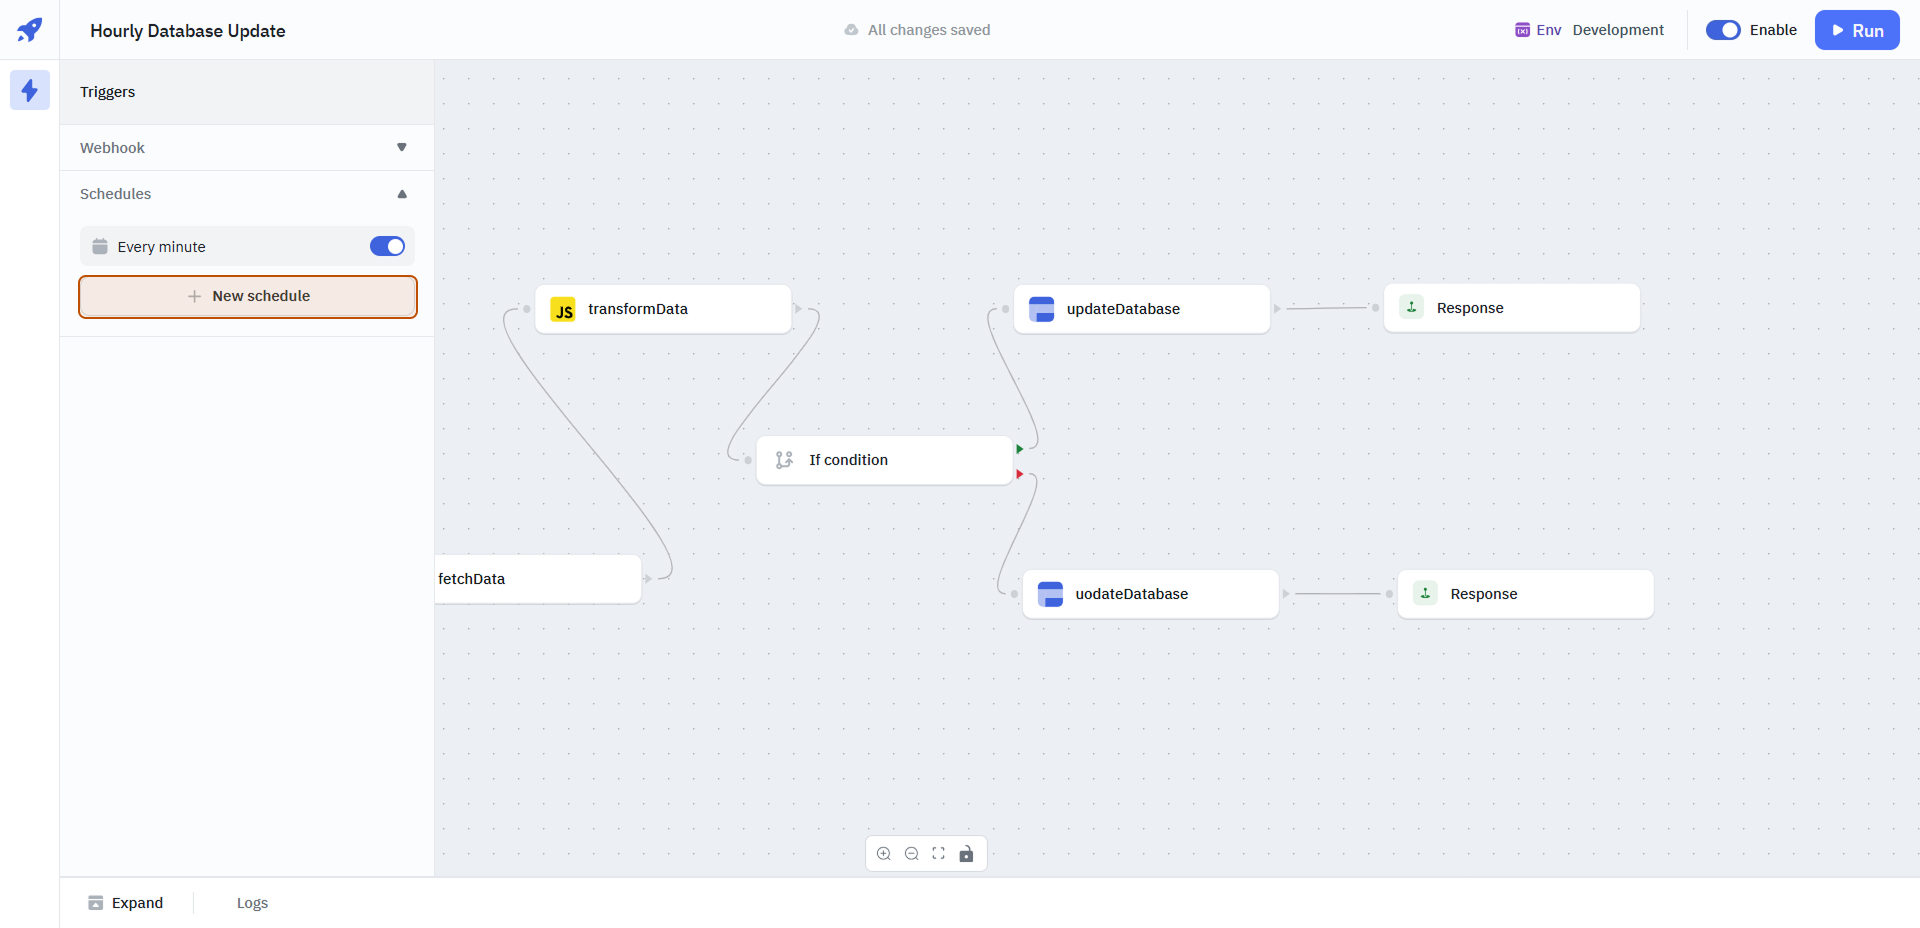 Hourly Database Update
All changes saved
Env Development
Enable
Run
Triggers
Webhook
Schedules
Every minute
New schedule
JS transformData
updateDatabase
Response
If condition
fetchData
uodateDatabase
Response
Expand
Logs